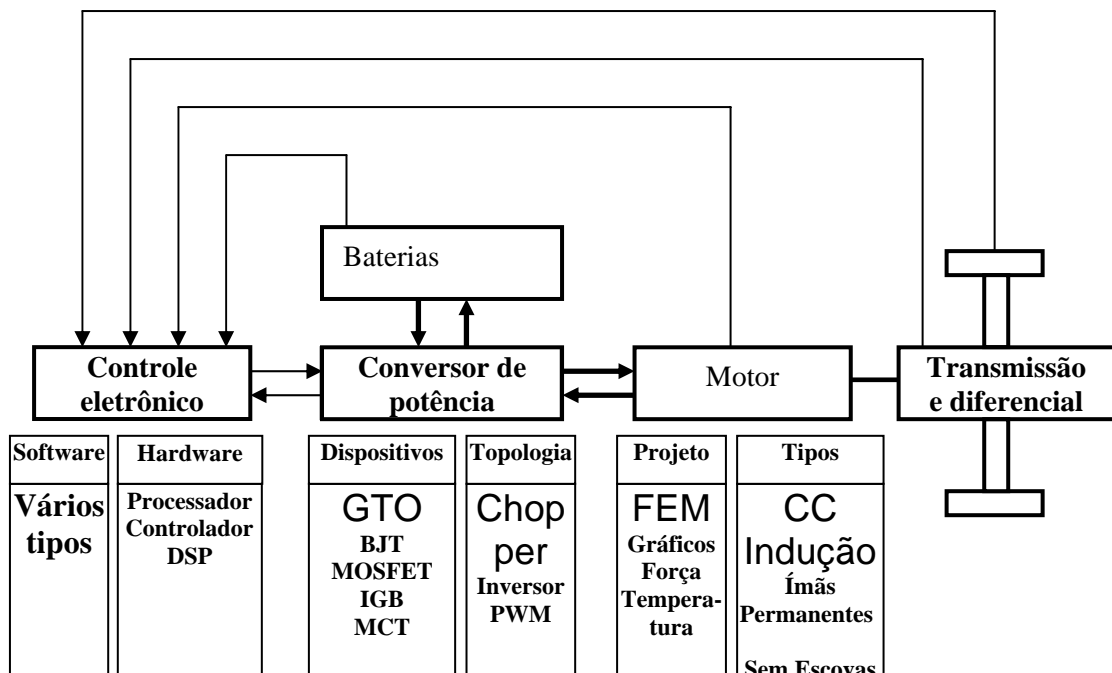 Baterias
Controle
eletrônico
Conversor de
potência
Motor
Transmissão
e diferencial
Software
Vários
tipos
Hardware
Processador
Controlador
DSP
Dispositivos
GTO
BJT
MOSFET
IGB
MCT
Topologia
Chop
per
Inversor
PWM
Projeto
FEM
Gráficos
Força
Tempera-
tura
Tipos
CC
Indução
Ímãs
Permanentes
Sem Escovas